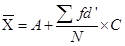 X̅ = A + ∑ fd' / N × C